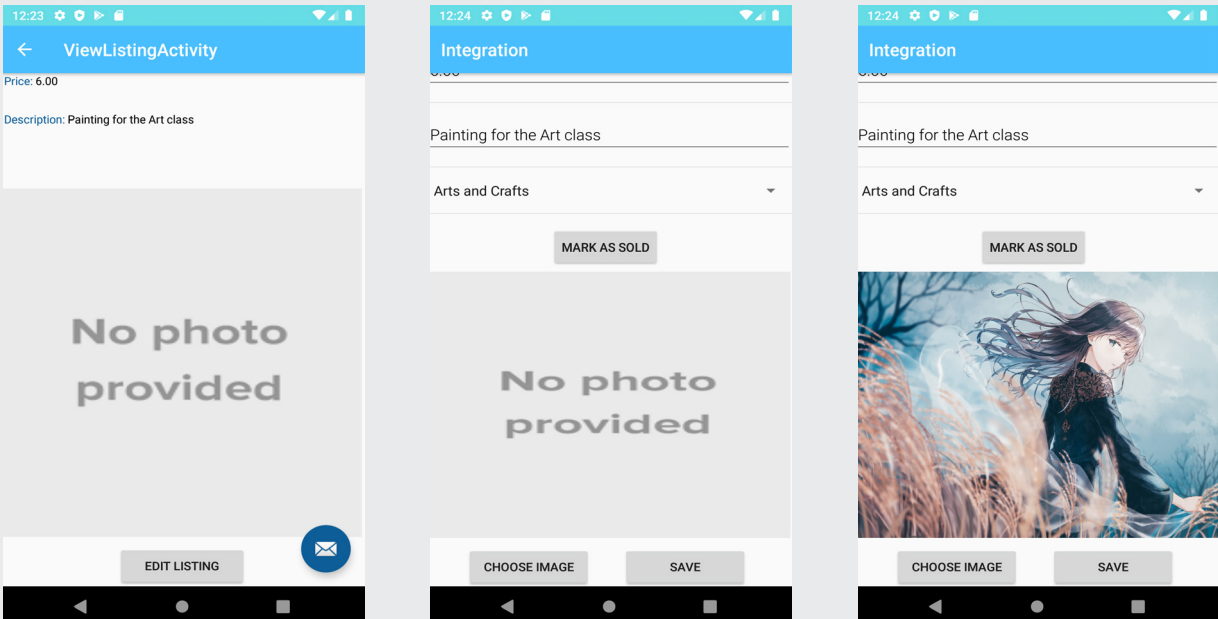 12:23
ViewListingActivity
Price: 6.00
Description: Painting for the Art class
No photo
provided
EDIT LISTING
12:24
Integration
Painting for the Art class
Arts and Crafts
MARK AS SOLD
No photo
provided
CHOOSE IMAGE
SAVE
12:24
Integration
Painting for the Art class
Arts and Crafts
MARK AS SOLD
CHOOSE IMAGE
SAVE